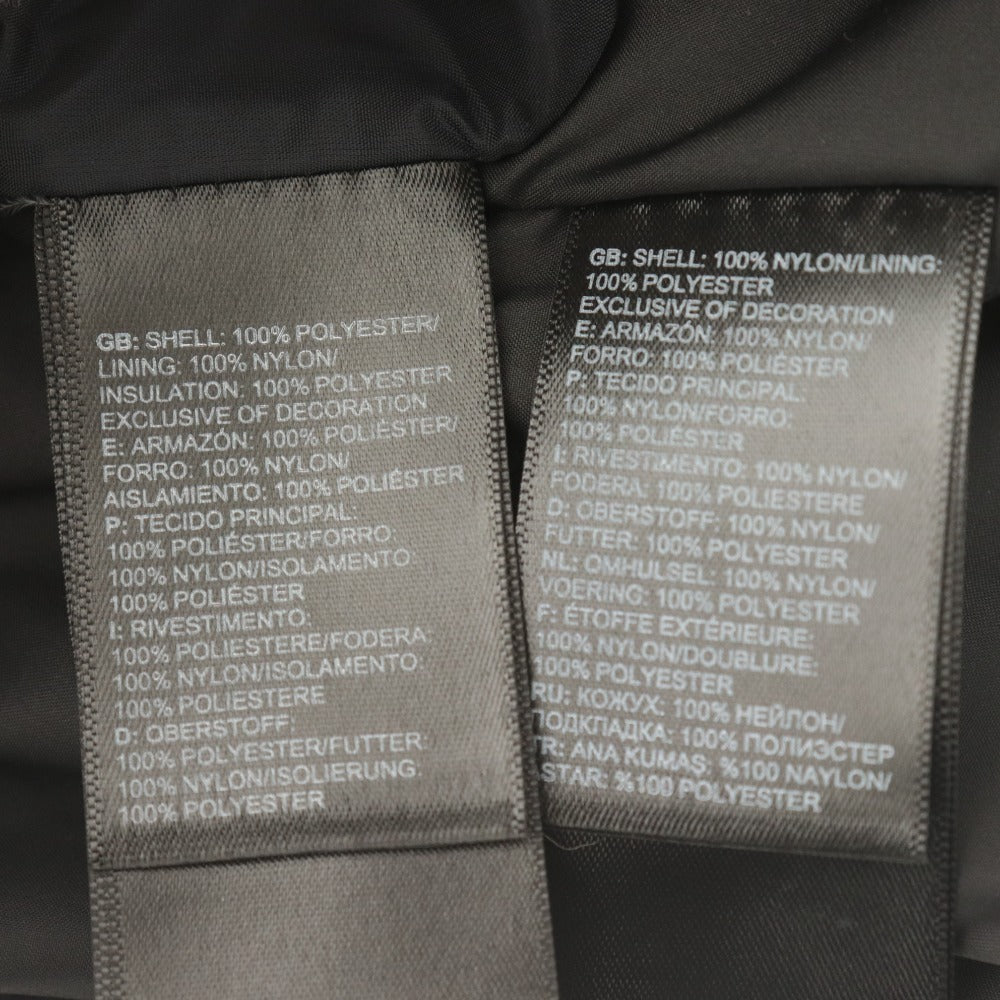 GB: SHELL: 100% POLYESTER/
LINING: 100% NYLON/
INSULATION: 100% POLYESTER
EXCLUSIVE OF DECORATION
E: ARMAZÓN: 100% POLIÉSTER/
FORRO: 100% NYLON/
AISLAMIENTO: 100% POLIÉSTER
P: TECIDO PRINCIPAL:
100% POLIÉSTER/FORRO:
100% NYLON/ISOLAMENTO
100% POLIÉSTER
I: RIVESTIMENTO:
100% POLIESTERE/FODERA:
100% NYLON/ISOLAMENTO:
100% POLIESTERE
D: OBERSTOFF:
100% POLYESTER/FUTTER:
100% NYLON/ISOLIERUNG:
100% POLYESTER
GB: SHELL: 100% NYLON/LINING:
100% POLYESTER
EXCLUSIVE OF DECORATION
E: ARMAZÓN: 100% NYLON/
FORRO: 100% POLIÉSTER
P: TECIDO PRINCIPAL:
100% NYLON/FORRO:
100% POLIÉSTER
I: RIVESTIMENTO: 100% NYLON/
FODERA: 100% POLIESTERE
D: OBERSTOFF: 100% NYLON/
FUTTER: 100% POLYESTER
NL: OMHULSEL: 100% NYLON/
VOERING: 100% POLYESTER
F: ÉTOFFE EXTÉRIEURE:
100% NYLON/DOUBLURE:
100% POLYESTER
RU: КОЖУХ: 100% НЕЙЛОН/
ПОДКЛАДКА: 100% ПОЛИЭСТЕР
TR: ANA KUMAŞ: %100 NAYLON/
ASTAR: %100 POLYESTER